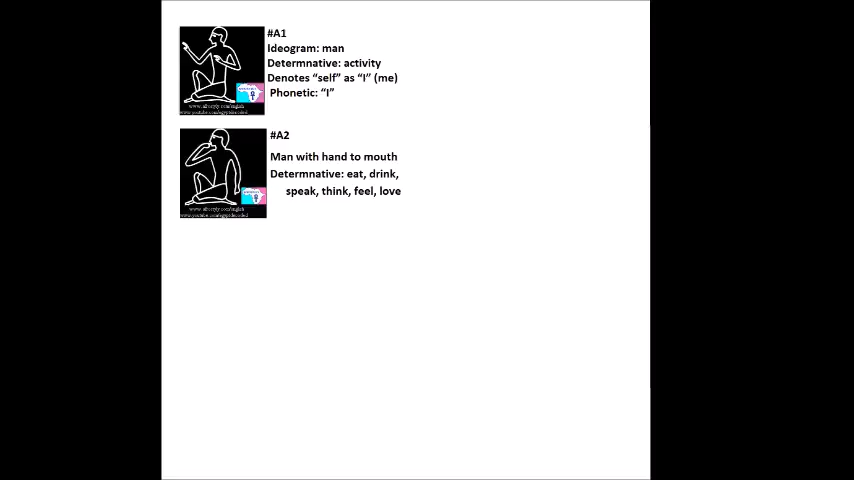 #A1
Ideogram: man
Determnative: activity
Denotes “self” as “I” (me)
Phonetic: “I”
#A2
Man with hand to mouth
Determnative: eat, drink,
speak, think, feel, love